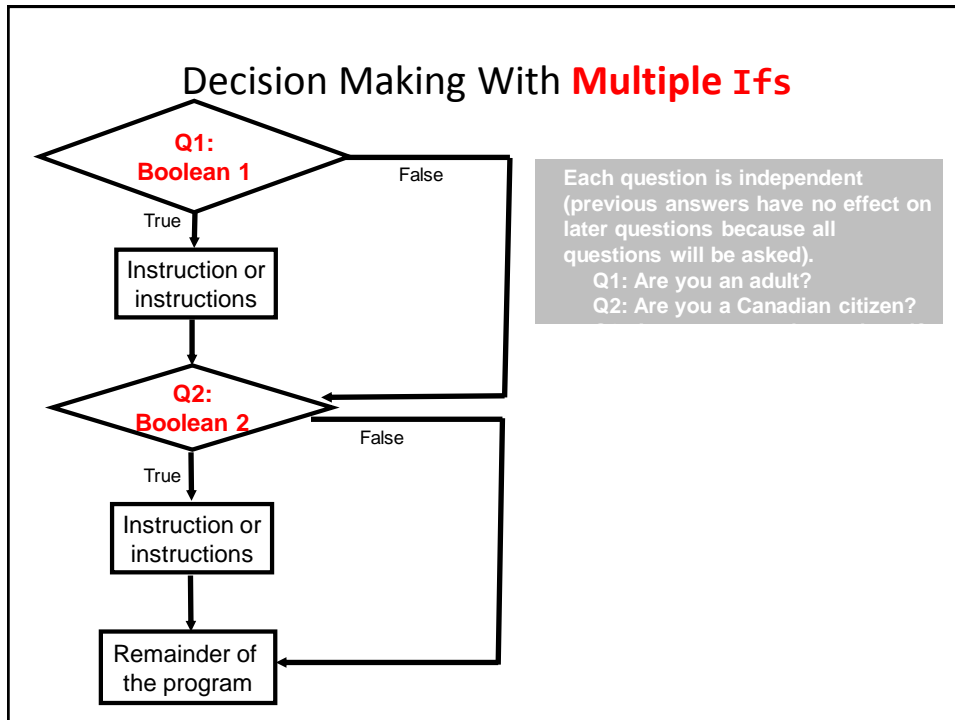 Decision Making With Multiple Ifs
Q1:
Boolean 1
False
True
Instruction or
instructions
Q2:
Boolean 2
False
True
Instruction or
instructions
Remainder of
the program
Each question is independent
(previous answers have no effect on
later questions because all
questions will be asked).
Q1: Are you an adult?
Q2: Are you a Canadian citizen?